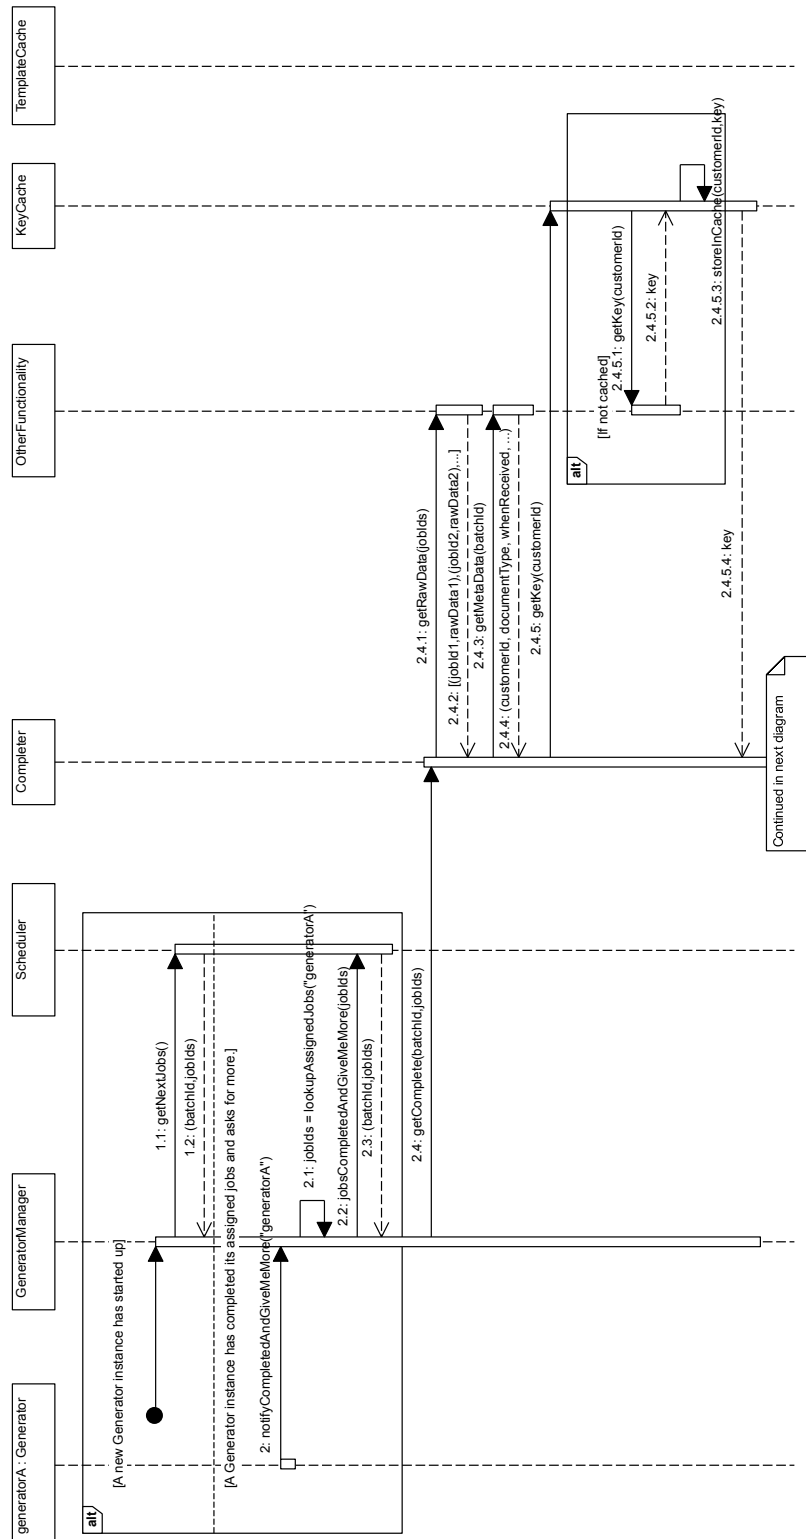 generatorA : Generator
GeneratorManager
Scheduler
Completer
OtherFunctionality
KeyCache
TemplateCache
alt
[A new Generator instance has started up]
1.1: getNextJobs()
1.2: (batchId,jobIds)
[A Generator instance has completed its assigned jobs and asks for more.]
2: notifyCompletedAndGiveMeMore("generatorA")
2.1: jobIds = lookupAssignedJobs("generatorA")
2.2: jobsCompletedAndGiveMeMore(jobIds)
2.3: (batchId,jobIds)
2.4: getComplete(batchId,jobIds)
2.4.1: getRawData(jobIds)
2.4.2: [(jobId1,rawData1),(jobId2,rawData2),...]
2.4.3: getMetaData(batchId)
2.4.4: (customerId, documentType, whenReceived, ...)
2.4.5: getKey(customerId)
alt
[If not cached]
2.4.5.1: getKey(customerId)
2.4.5.2: key
2.4.5.3: storeInCache(customerId,key)
2.4.5.4: key
Continued in next diagram